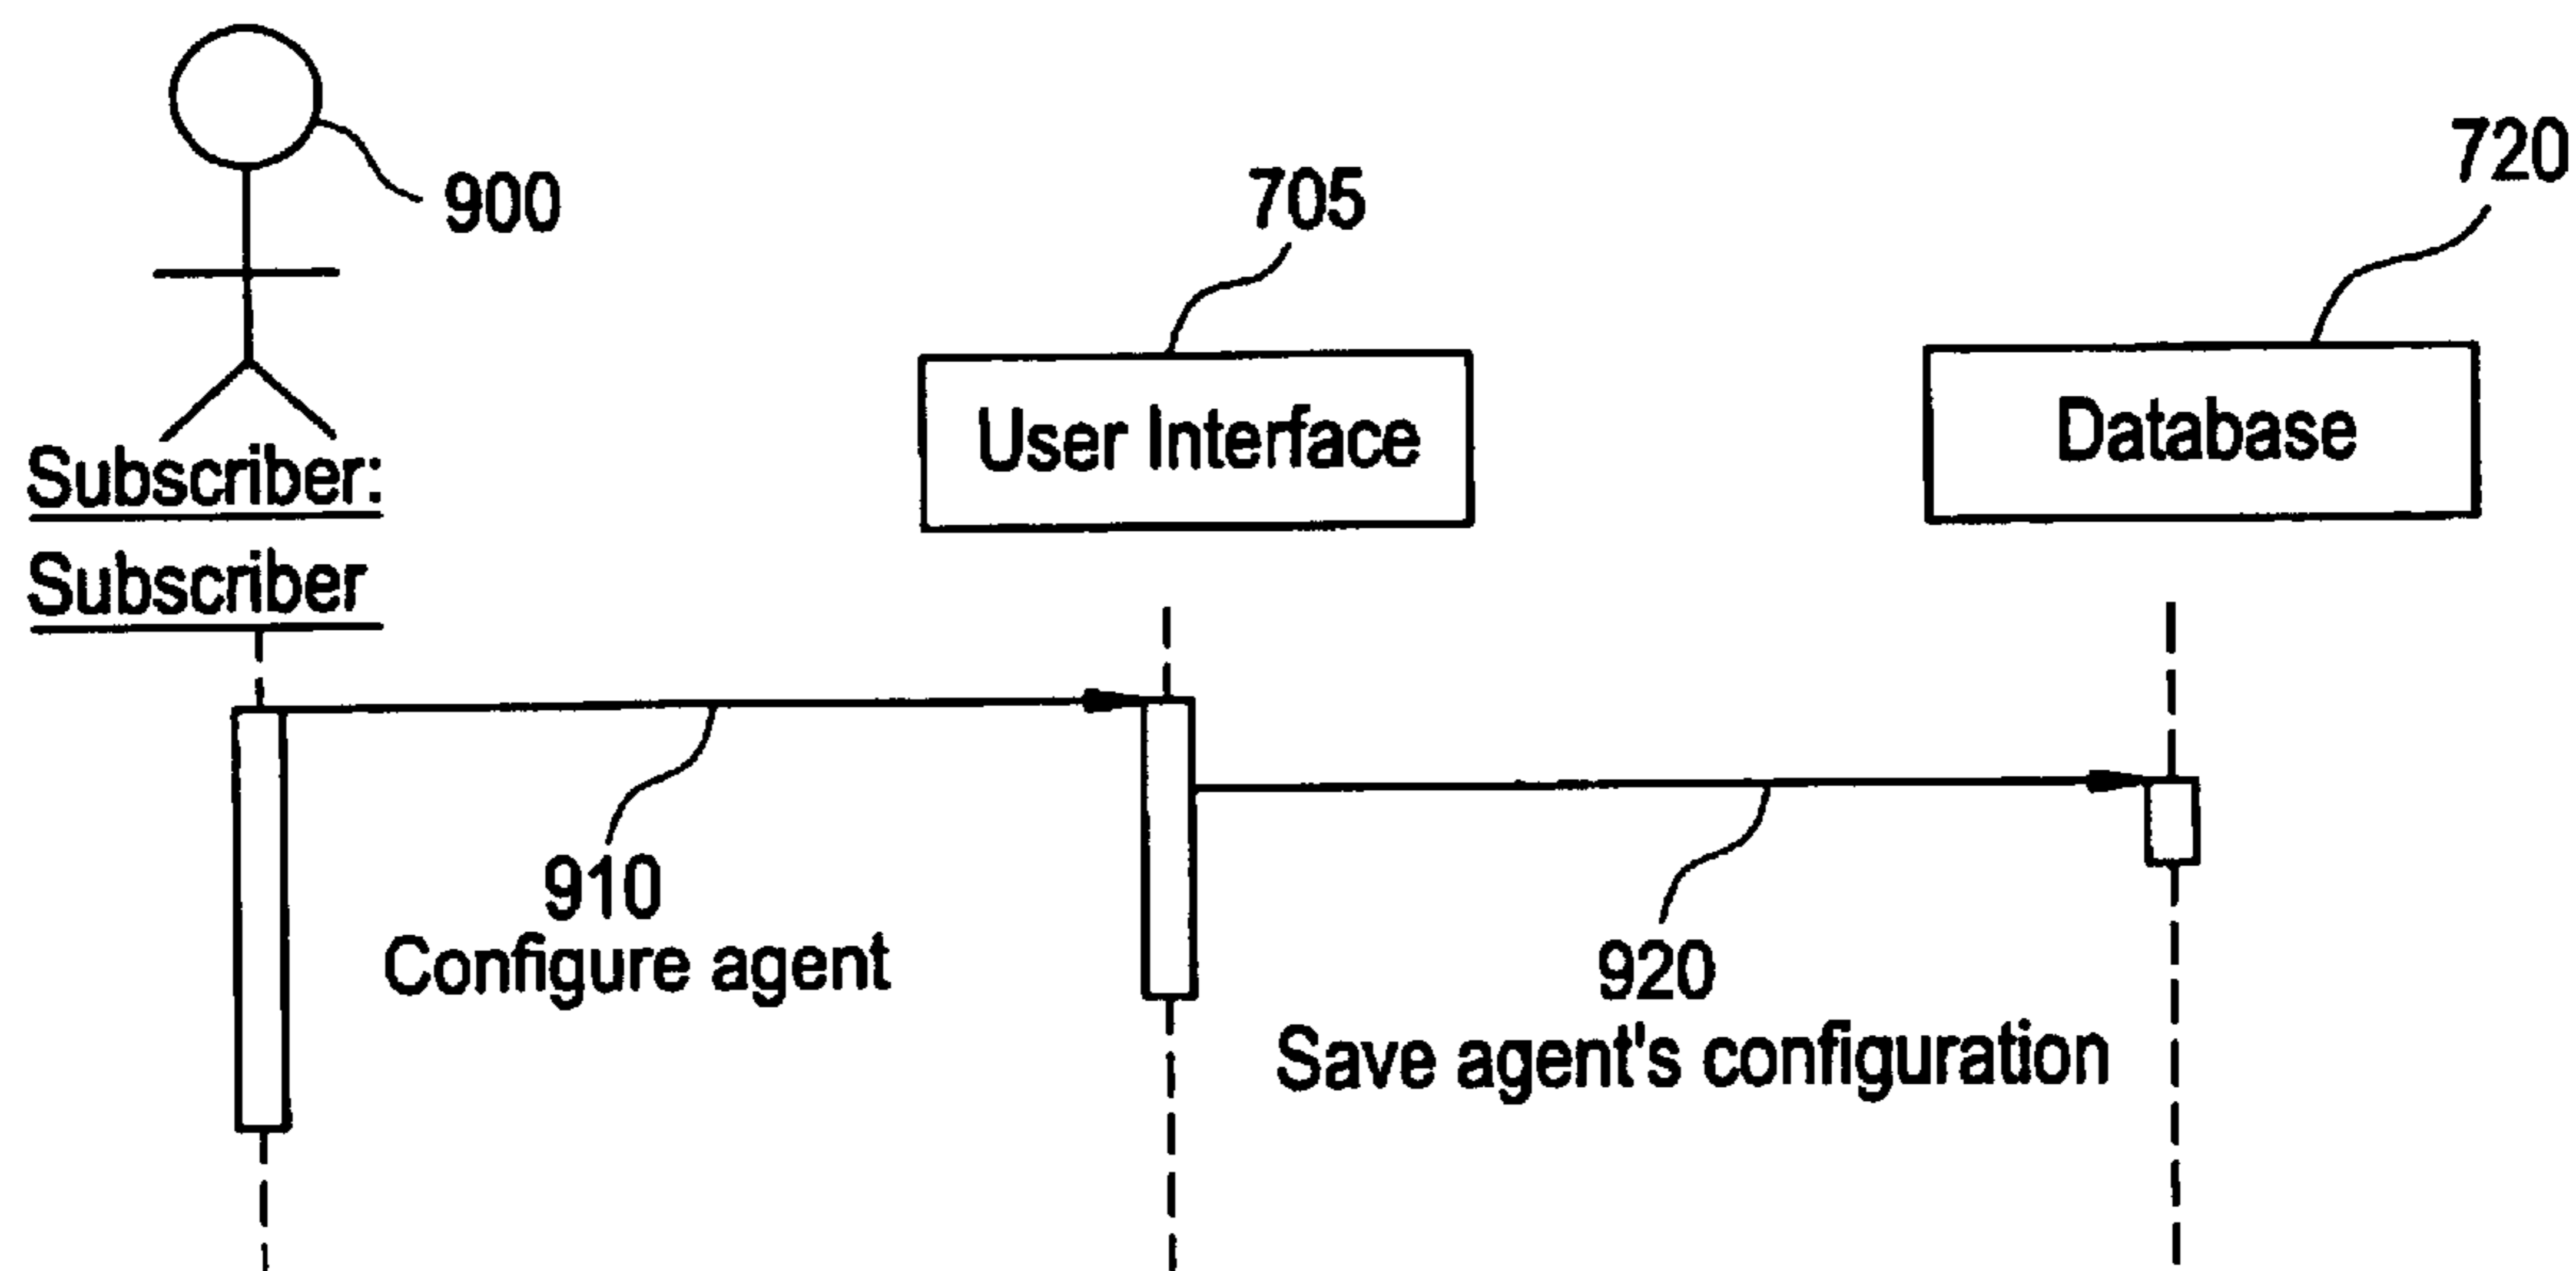 900
705
720
User Interface
Database
Subscriber:
Subscriber
910
Configure agent
920
Save agent's configuration